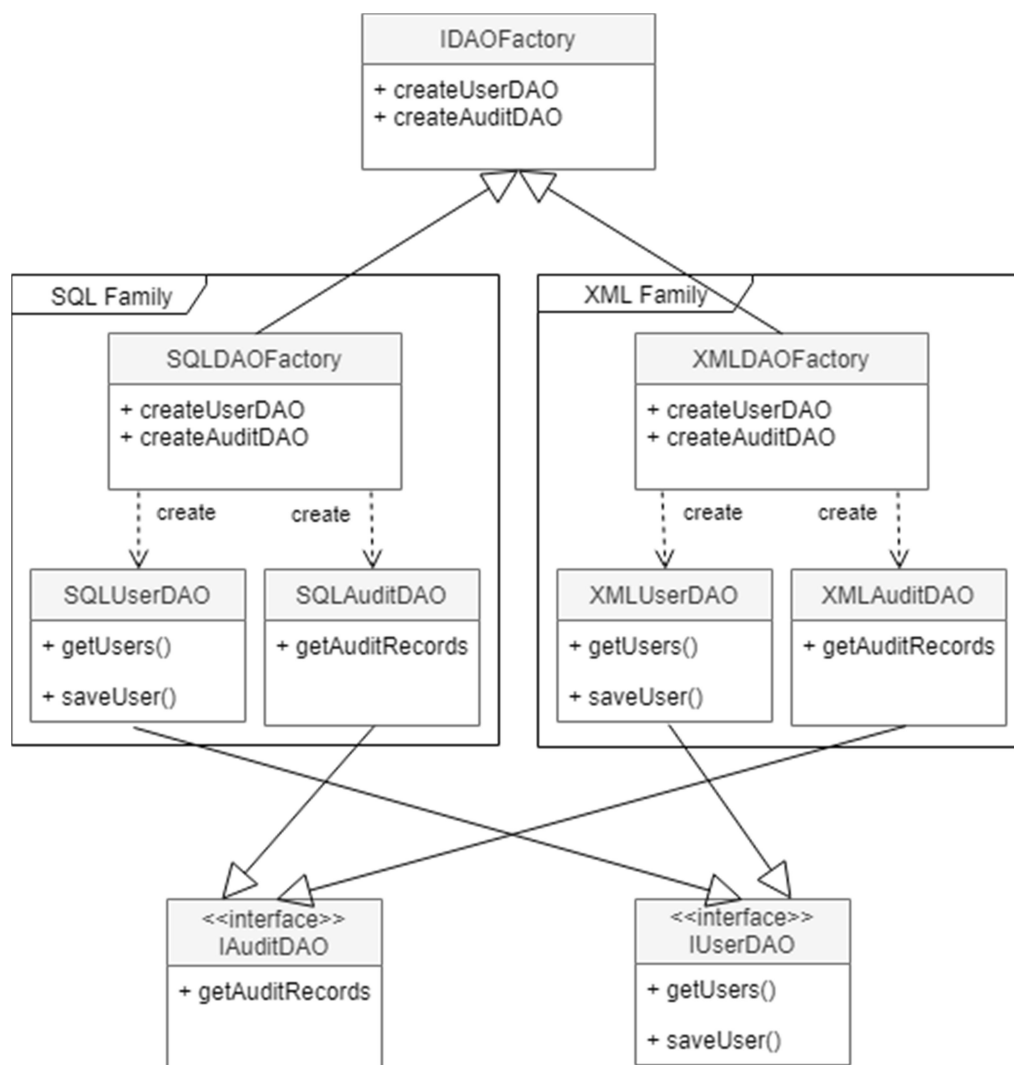 IDAOFactory
+ createUserDAO
+ createAuditDAO
SQL Family
XML Family
SQLDAOFactory
+ createUserDAO
+ createAuditDAO
XMLDAOFactory
+ createUserDAO
+ createAuditDAO
create
create
create
create
SQLUserDAO
+ getUsers()
+ saveUser()
SQLAuditDAO
+ getAuditRecords
XMLUserDAO
+ getUsers()
+ saveUser()
XMLAuditDAO
+ getAuditRecords
<<interface>>
IAuditDAO
+ getAuditRecords
<<interface>>
IUserDAO
+ getUsers()
+ saveUser()